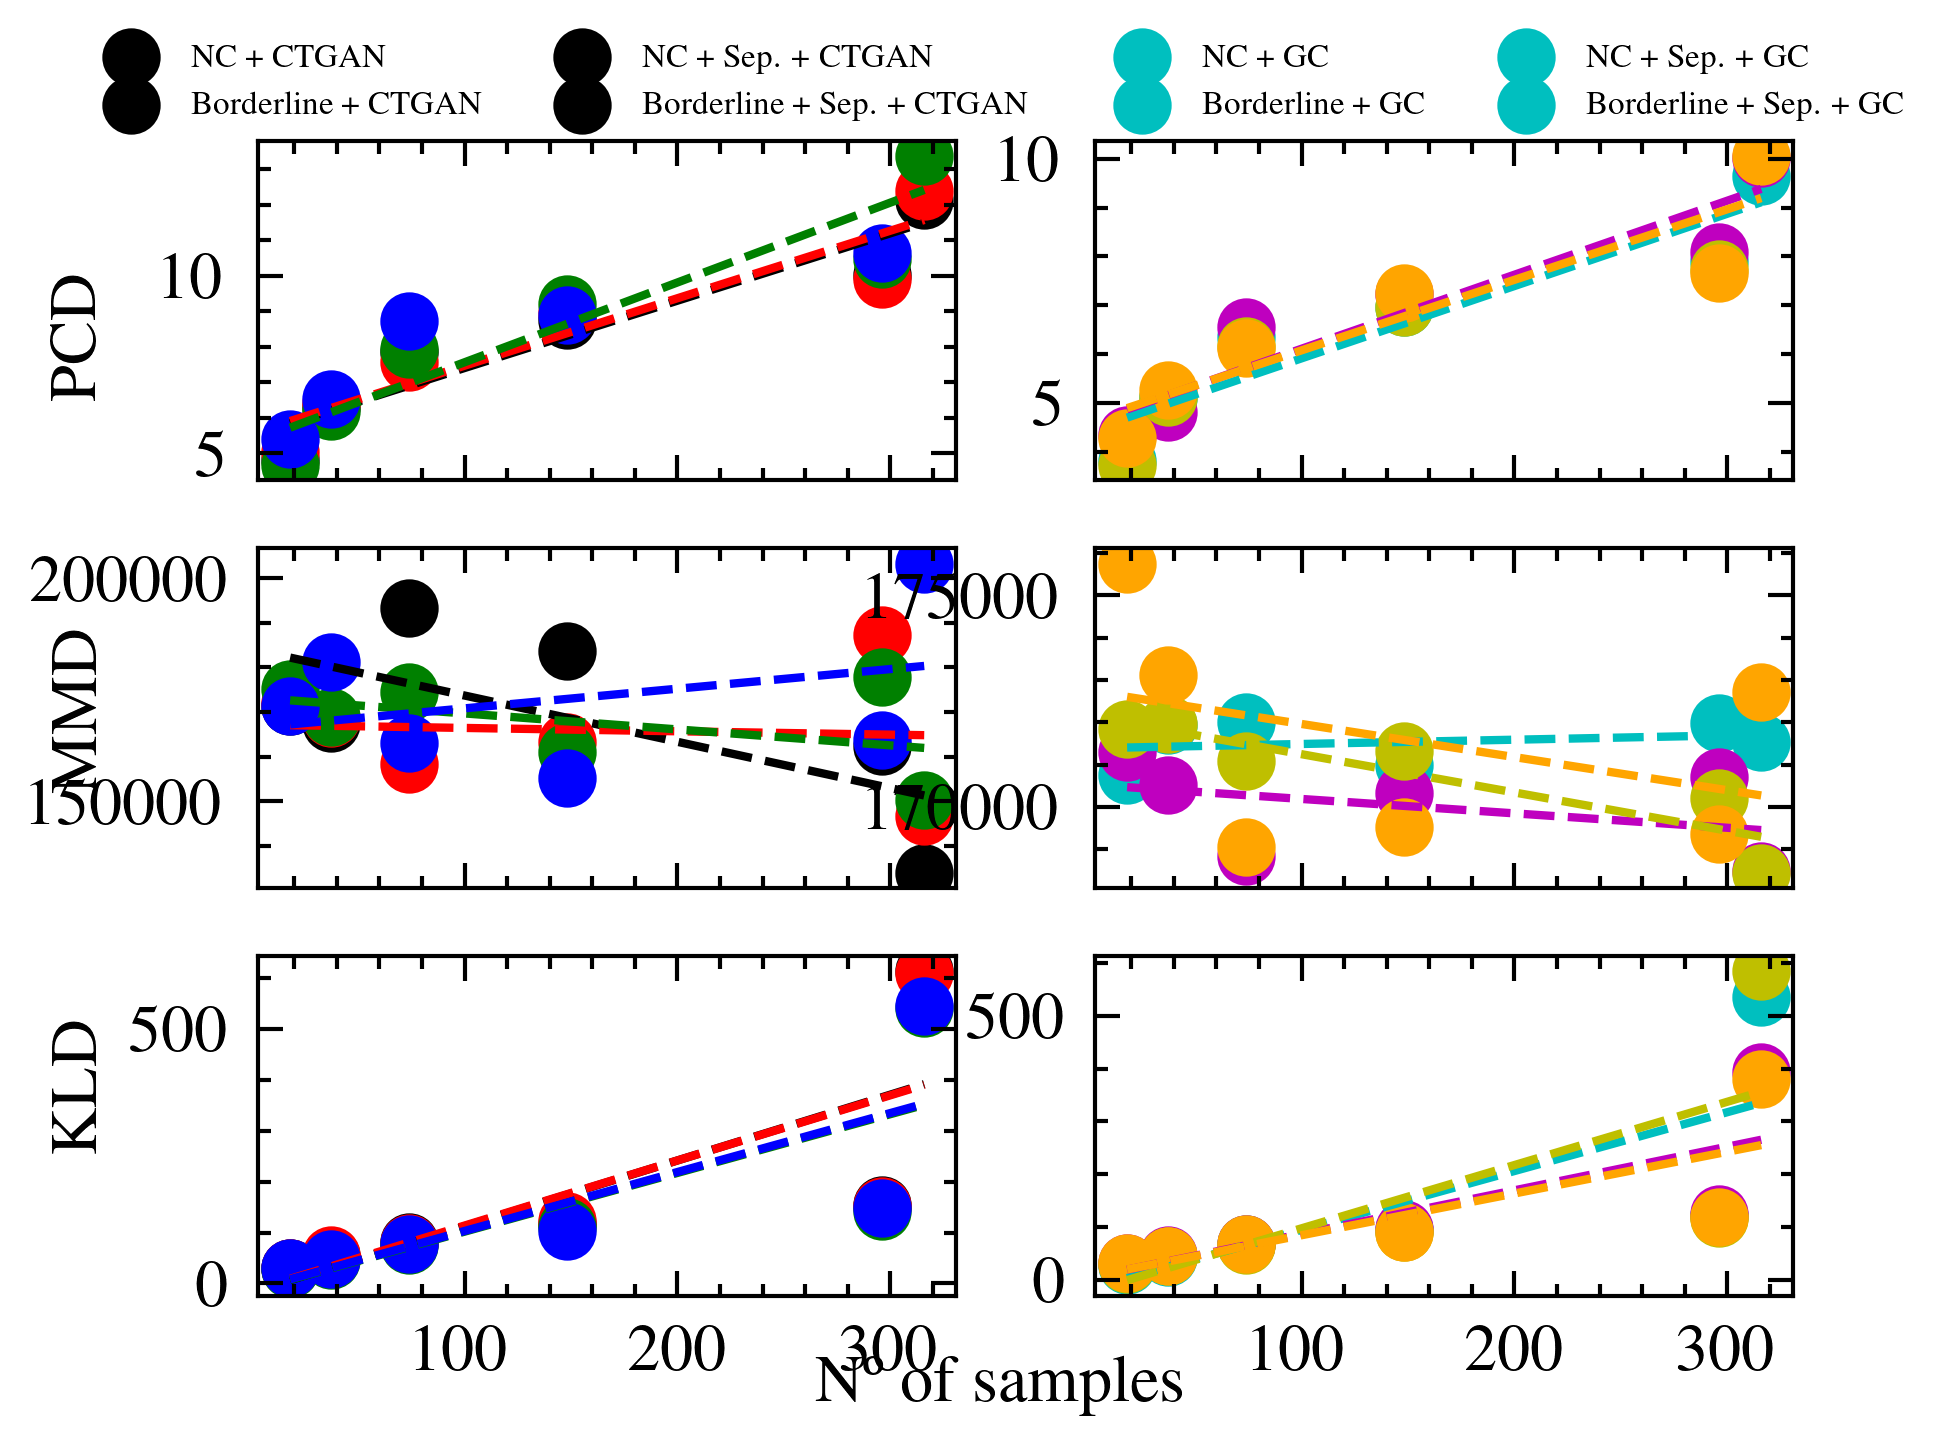 NC + CTGAN
Borderline + CTGAN
NC + Sep. + CTGAN
Borderline + Sep. + CTGAN
NC + GC
Borderline + GC
NC + Sep. + GC
Borderline + Sep. + GC
PCD
10
5
10
5
MMD
200000
150000
175000
170000
KLD
500
0
500
0
100 200 300
100 200 300
Nº of samples